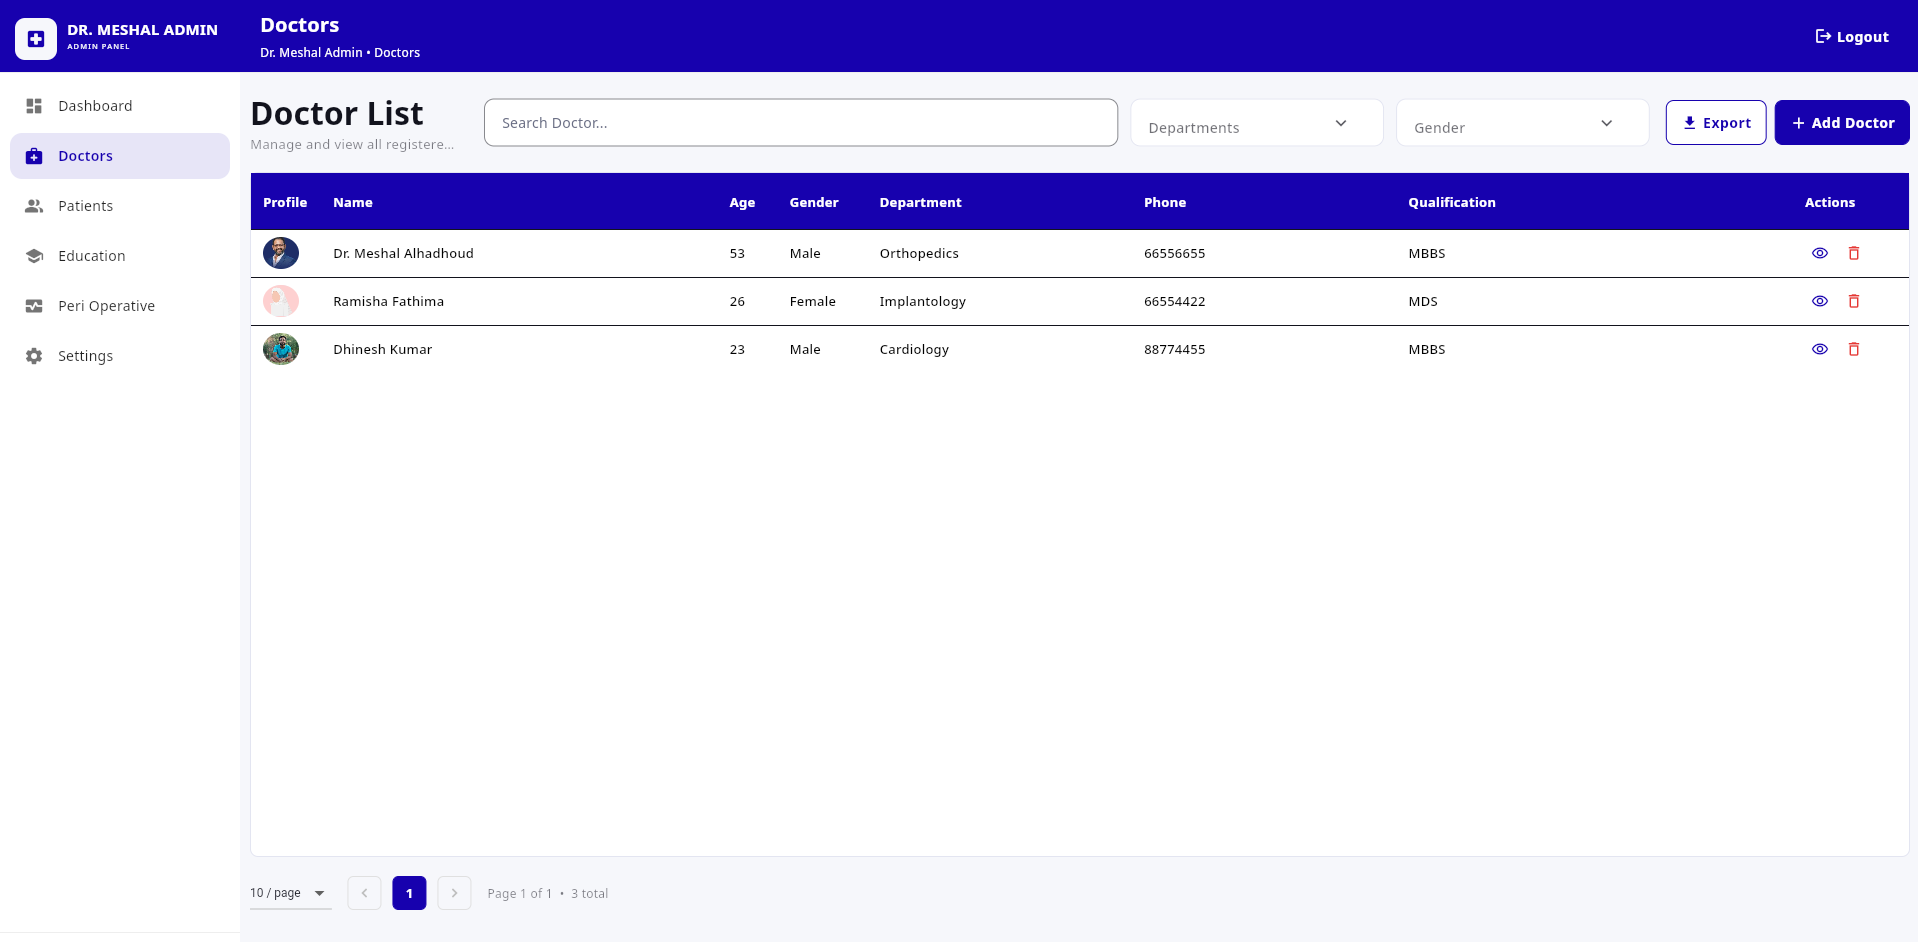 DR. MESHAL ADMIN
ADMIN PANEL
Doctors
Dr. Meshal Admin • Doctors
Logout
Dashboard
Doctors
Patients
Education
Peri Operative
Settings
Doctor List
Manage and view all registere...
Search Doctor...
Departments
Gender
Export
+ Add Doctor
Profile Name Age Gender Department Phone Qualification Actions
Dr. Meshal Alhadhoud 53 Male Orthopedics 66556655 MBBS
Ramisha Fathima 26 Female Implantology 66554422 MDS
Dhinesh Kumar 23 Male Cardiology 88774455 MBBS
10 / page
1
Page 1 of 1 • 3 total